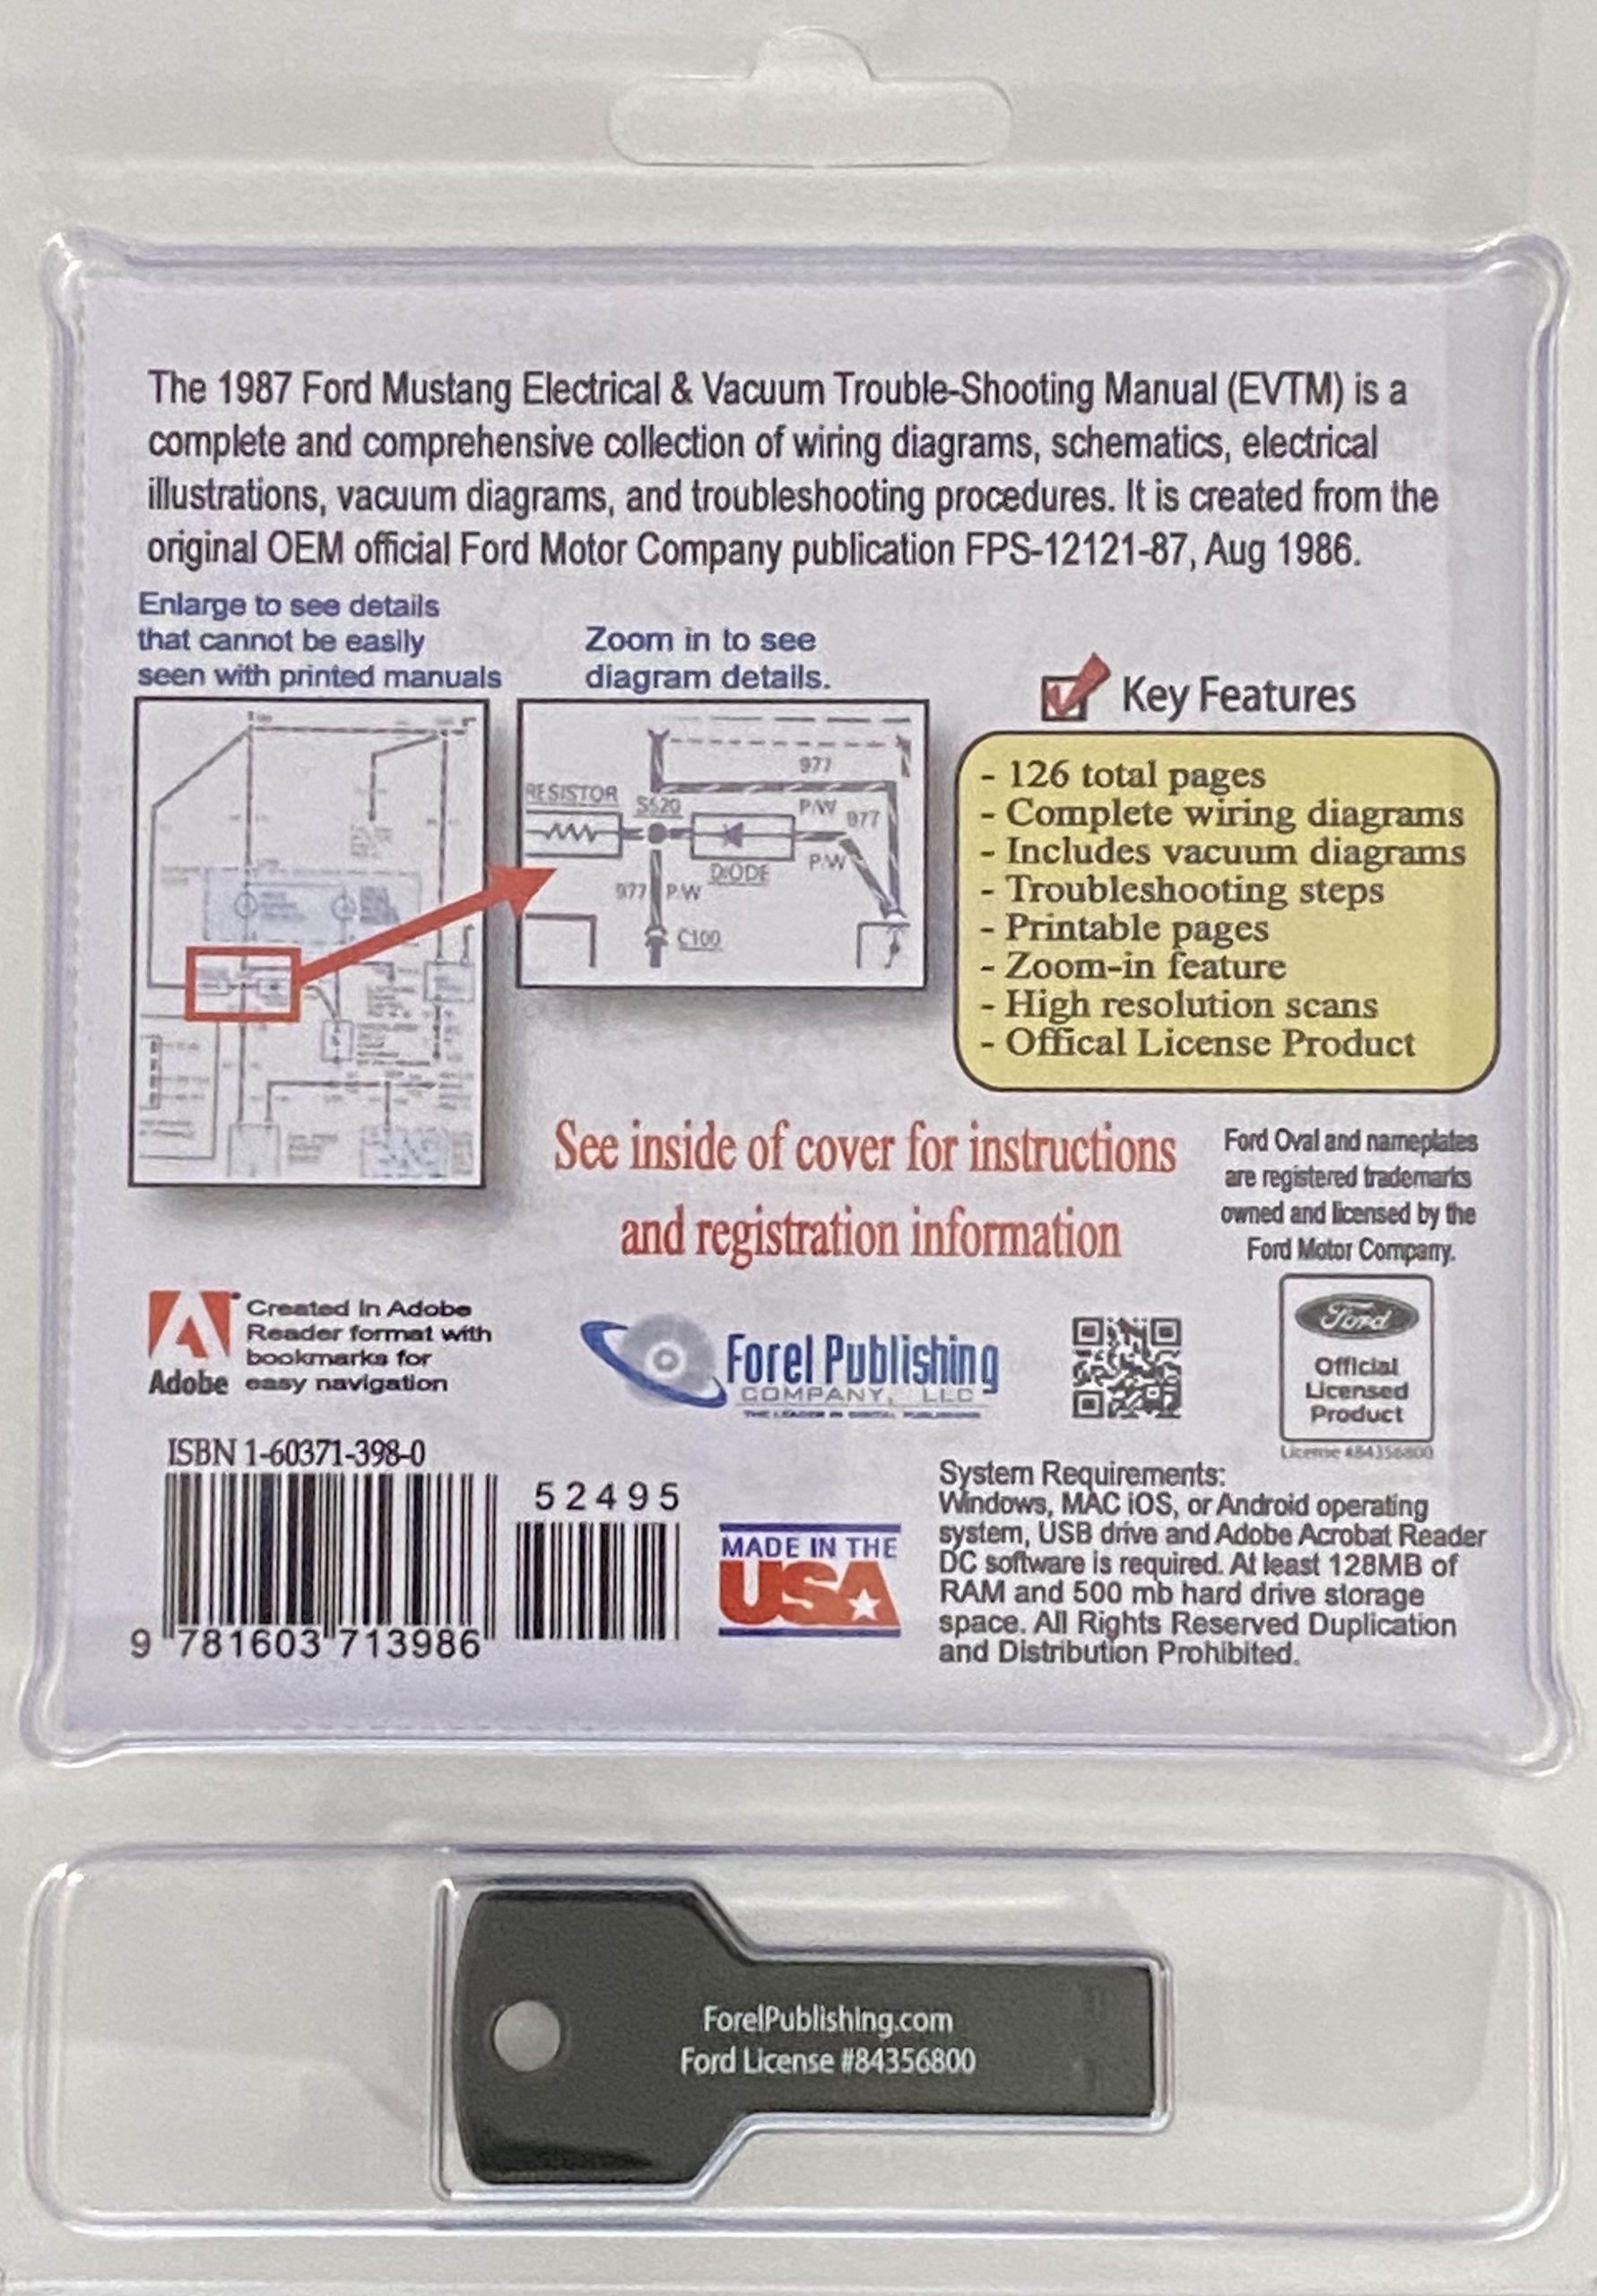 The 1987 Ford Mustang Electrical & Vacuum Trouble-Shooting Manual (EVTM) is a
complete and comprehensive collection of wiring diagrams, schematics, electrical
illustrations, vacuum diagrams, and troubleshooting procedures. It is created from the
original OEM official Ford Motor Company publication FPS-12121-87, Aug 1986.
Enlarge to see details
that cannot be easily
seen with printed manuals
Zoom in to see
diagram details.
977
RESISTOR
S520
P/W
977
DIODE
P/W
977
P/W
C100
Key Features
- 126 total pages
- Complete wiring diagrams
- Includes vacuum diagrams
- Troubleshooting steps
- Printable pages
- Zoom-in feature
- High resolution scans
- Offical License Product
See inside of cover for instructions
and registration information
Ford Oval and nameplates
are registered trademarks
owned and licensed by the
Ford Motor Company.
Adobe
Created in Adobe
Reader format with
bookmarks for
easy navigation
Forel Publishing
COMPANY, LLC
THE LEADER IN DIGITAL PUBLISHING
Ford
Official
Licensed
Product
License #84356800
ISBN 1-60371-398-0
9 781603 713986
52495
MADE IN THE
USA
System Requirements:
Windows, MAC iOS, or Android operating
system, USB drive and Adobe Acrobat Reader
DC software is required. At least 128MB of
RAM and 500 mb hard drive storage
space. All Rights Reserved Duplication
and Distribution Prohibited.
ForelPublishing.com
Ford License #84356800